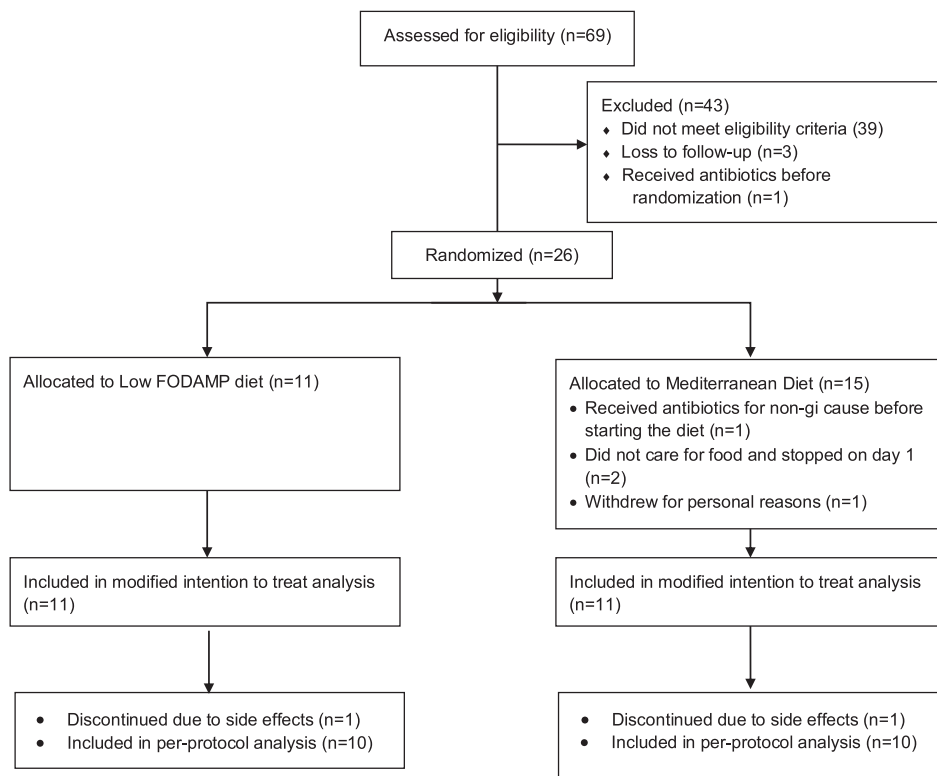 Assessed for eligibility (n=69)
Excluded (n=43)
♦ Did not meet eligibility criteria (39)
♦ Loss to follow-up (n=3)
♦ Received antibiotics before
randomization (n=1)
Randomized (n=26)
Allocated to Low FODAMP diet (n=11)
Allocated to Mediterranean Diet (n=15)
• Received antibiotics for non-gi cause before
starting the diet (n=1)
• Did not care for food and stopped on day 1
(n=2)
• Withdrew for personal reasons (n=1)
Included in modified intention to treat analysis
(n=11)
Included in modified intention to treat analysis
(n=11)
• Discontinued due to side effects (n=1)
• Included in per-protocol analysis (n=10)
• Discontinued due to side effects (n=1)
• Included in per-protocol analysis (n=10)